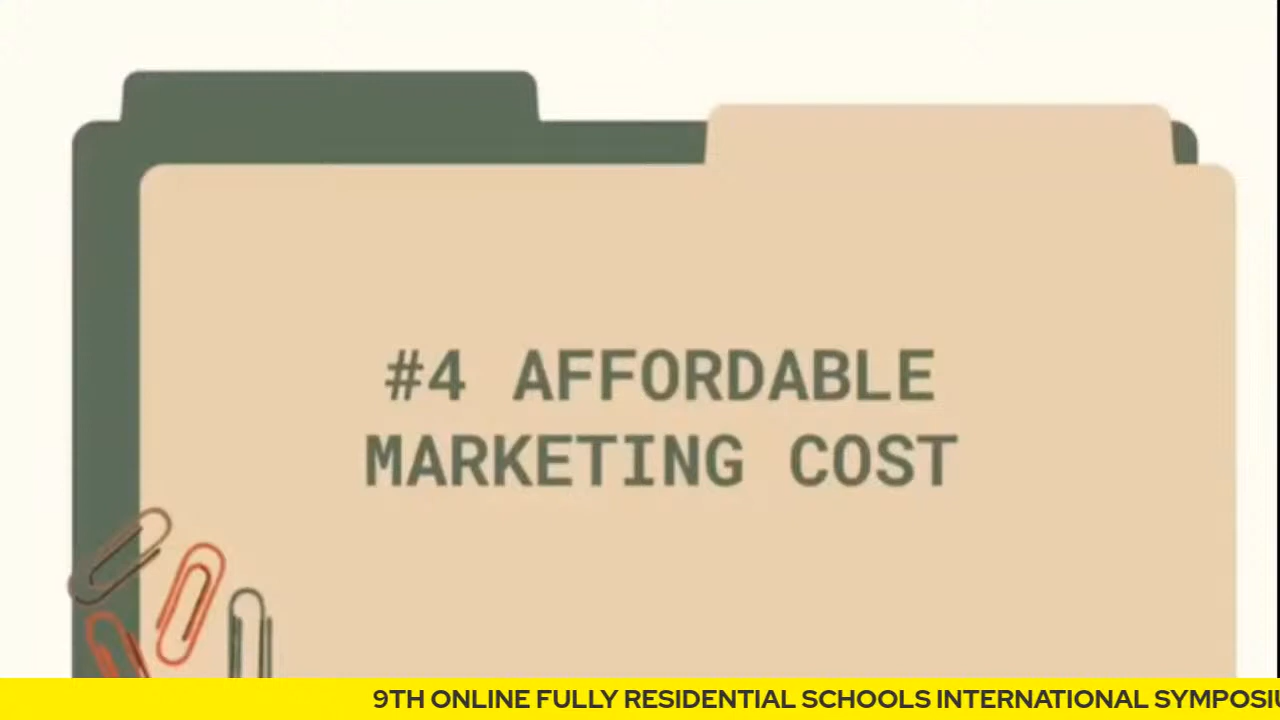 #4 AFFORDABLE
MARKETING COST
9TH ONLINE FULLY RESIDENTIAL SCHOOLS INTERNATIONAL